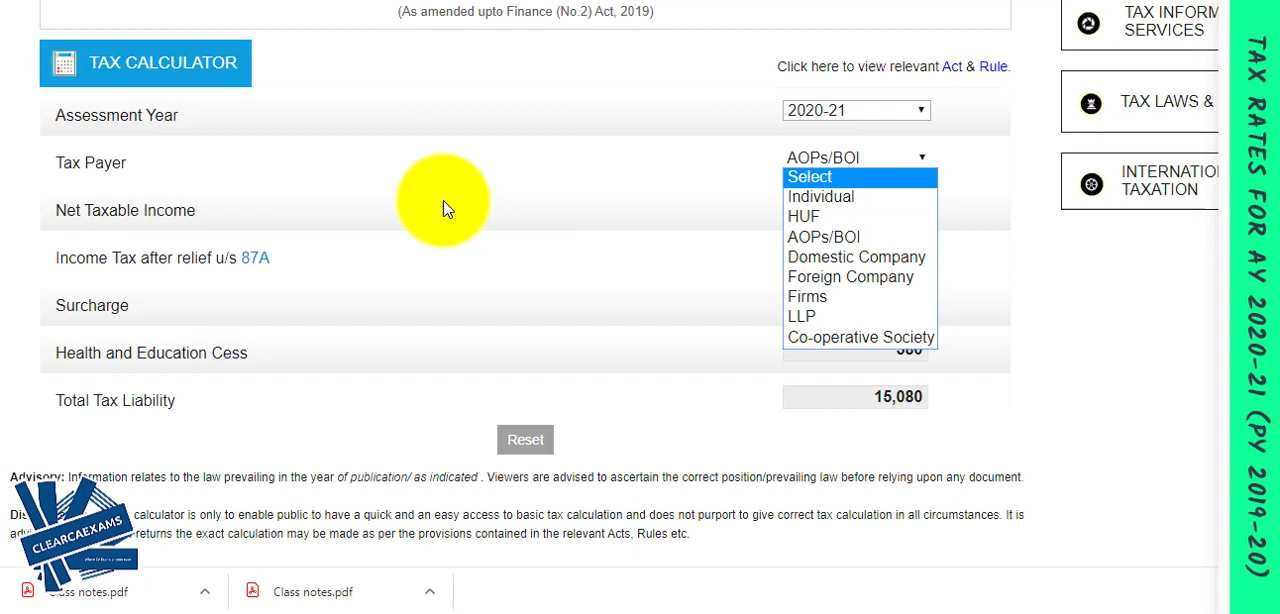 (As amended upto Finance (No.2) Act, 2019)
TAX CALCULATOR
Click here to view relevant Act & Rule.
Assessment Year
2020-21
Tax Payer
AOPs/BOI
Select
Individual
HUF
AOPs/BOI
Domestic Company
Foreign Company
Firms
LLP
Co-operative Society
Net Taxable Income
Income Tax after relief u/s 87A
Surcharge
Health and Education Cess
580
Total Tax Liability
15,080
Reset
Advisory: Information relates to the law prevailing in the year of publication/ as indicated . Viewers are advised to ascertain the correct position/prevailing law before relying upon any document.
calculator is only to enable public to have a quick and an easy access to basic tax calculation and does not purport to give correct tax calculation in all circumstances. It is
returns the exact calculation may be made as per the provisions contained in the relevant Acts, Rules etc.
CLEARCAEXAMS
Class notes.pdf
Class notes.pdf
TAX INFORM
SERVICES
TAX LAWS &
INTERNATIO
TAXATION
TAX RATES FOR AY 2020-21 (PY 2019-20)